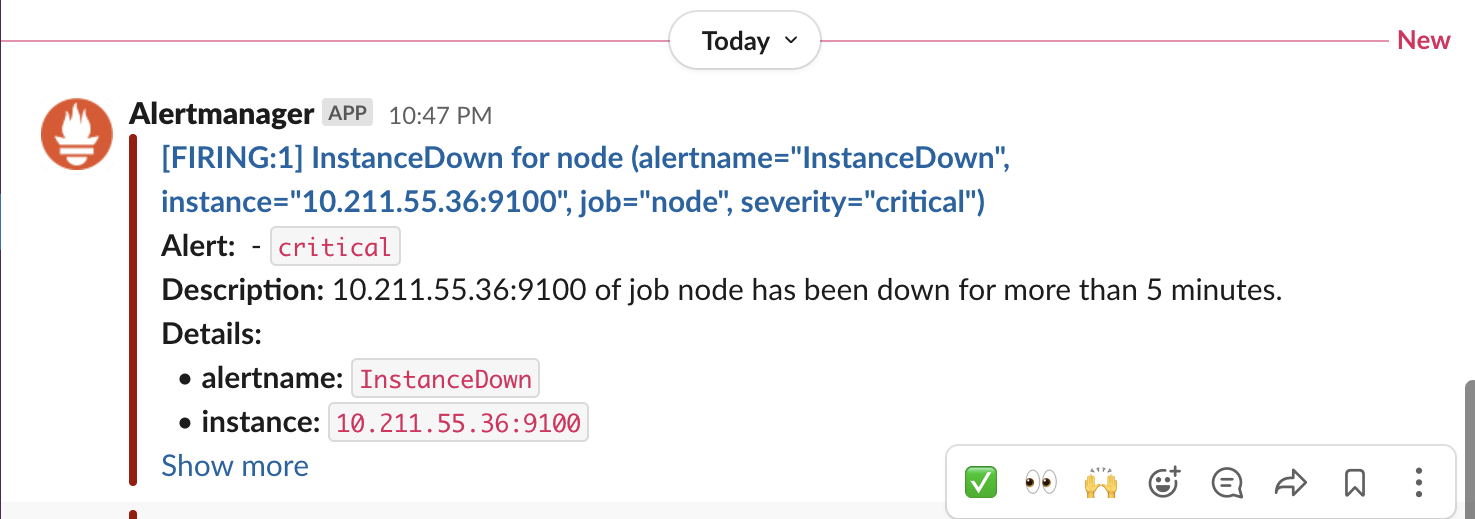 Today
New
Alertmanager APP 10:47 PM
[FIRING:1] InstanceDown for node (alertname="InstanceDown",
instance="10.211.55.36:9100", job="node", severity="critical")
Alert: - critical
Description: 10.211.55.36:9100 of job node has been down for more than 5 minutes.
Details:
• alertname: InstanceDown
• instance: 10.211.55.36:9100
Show more